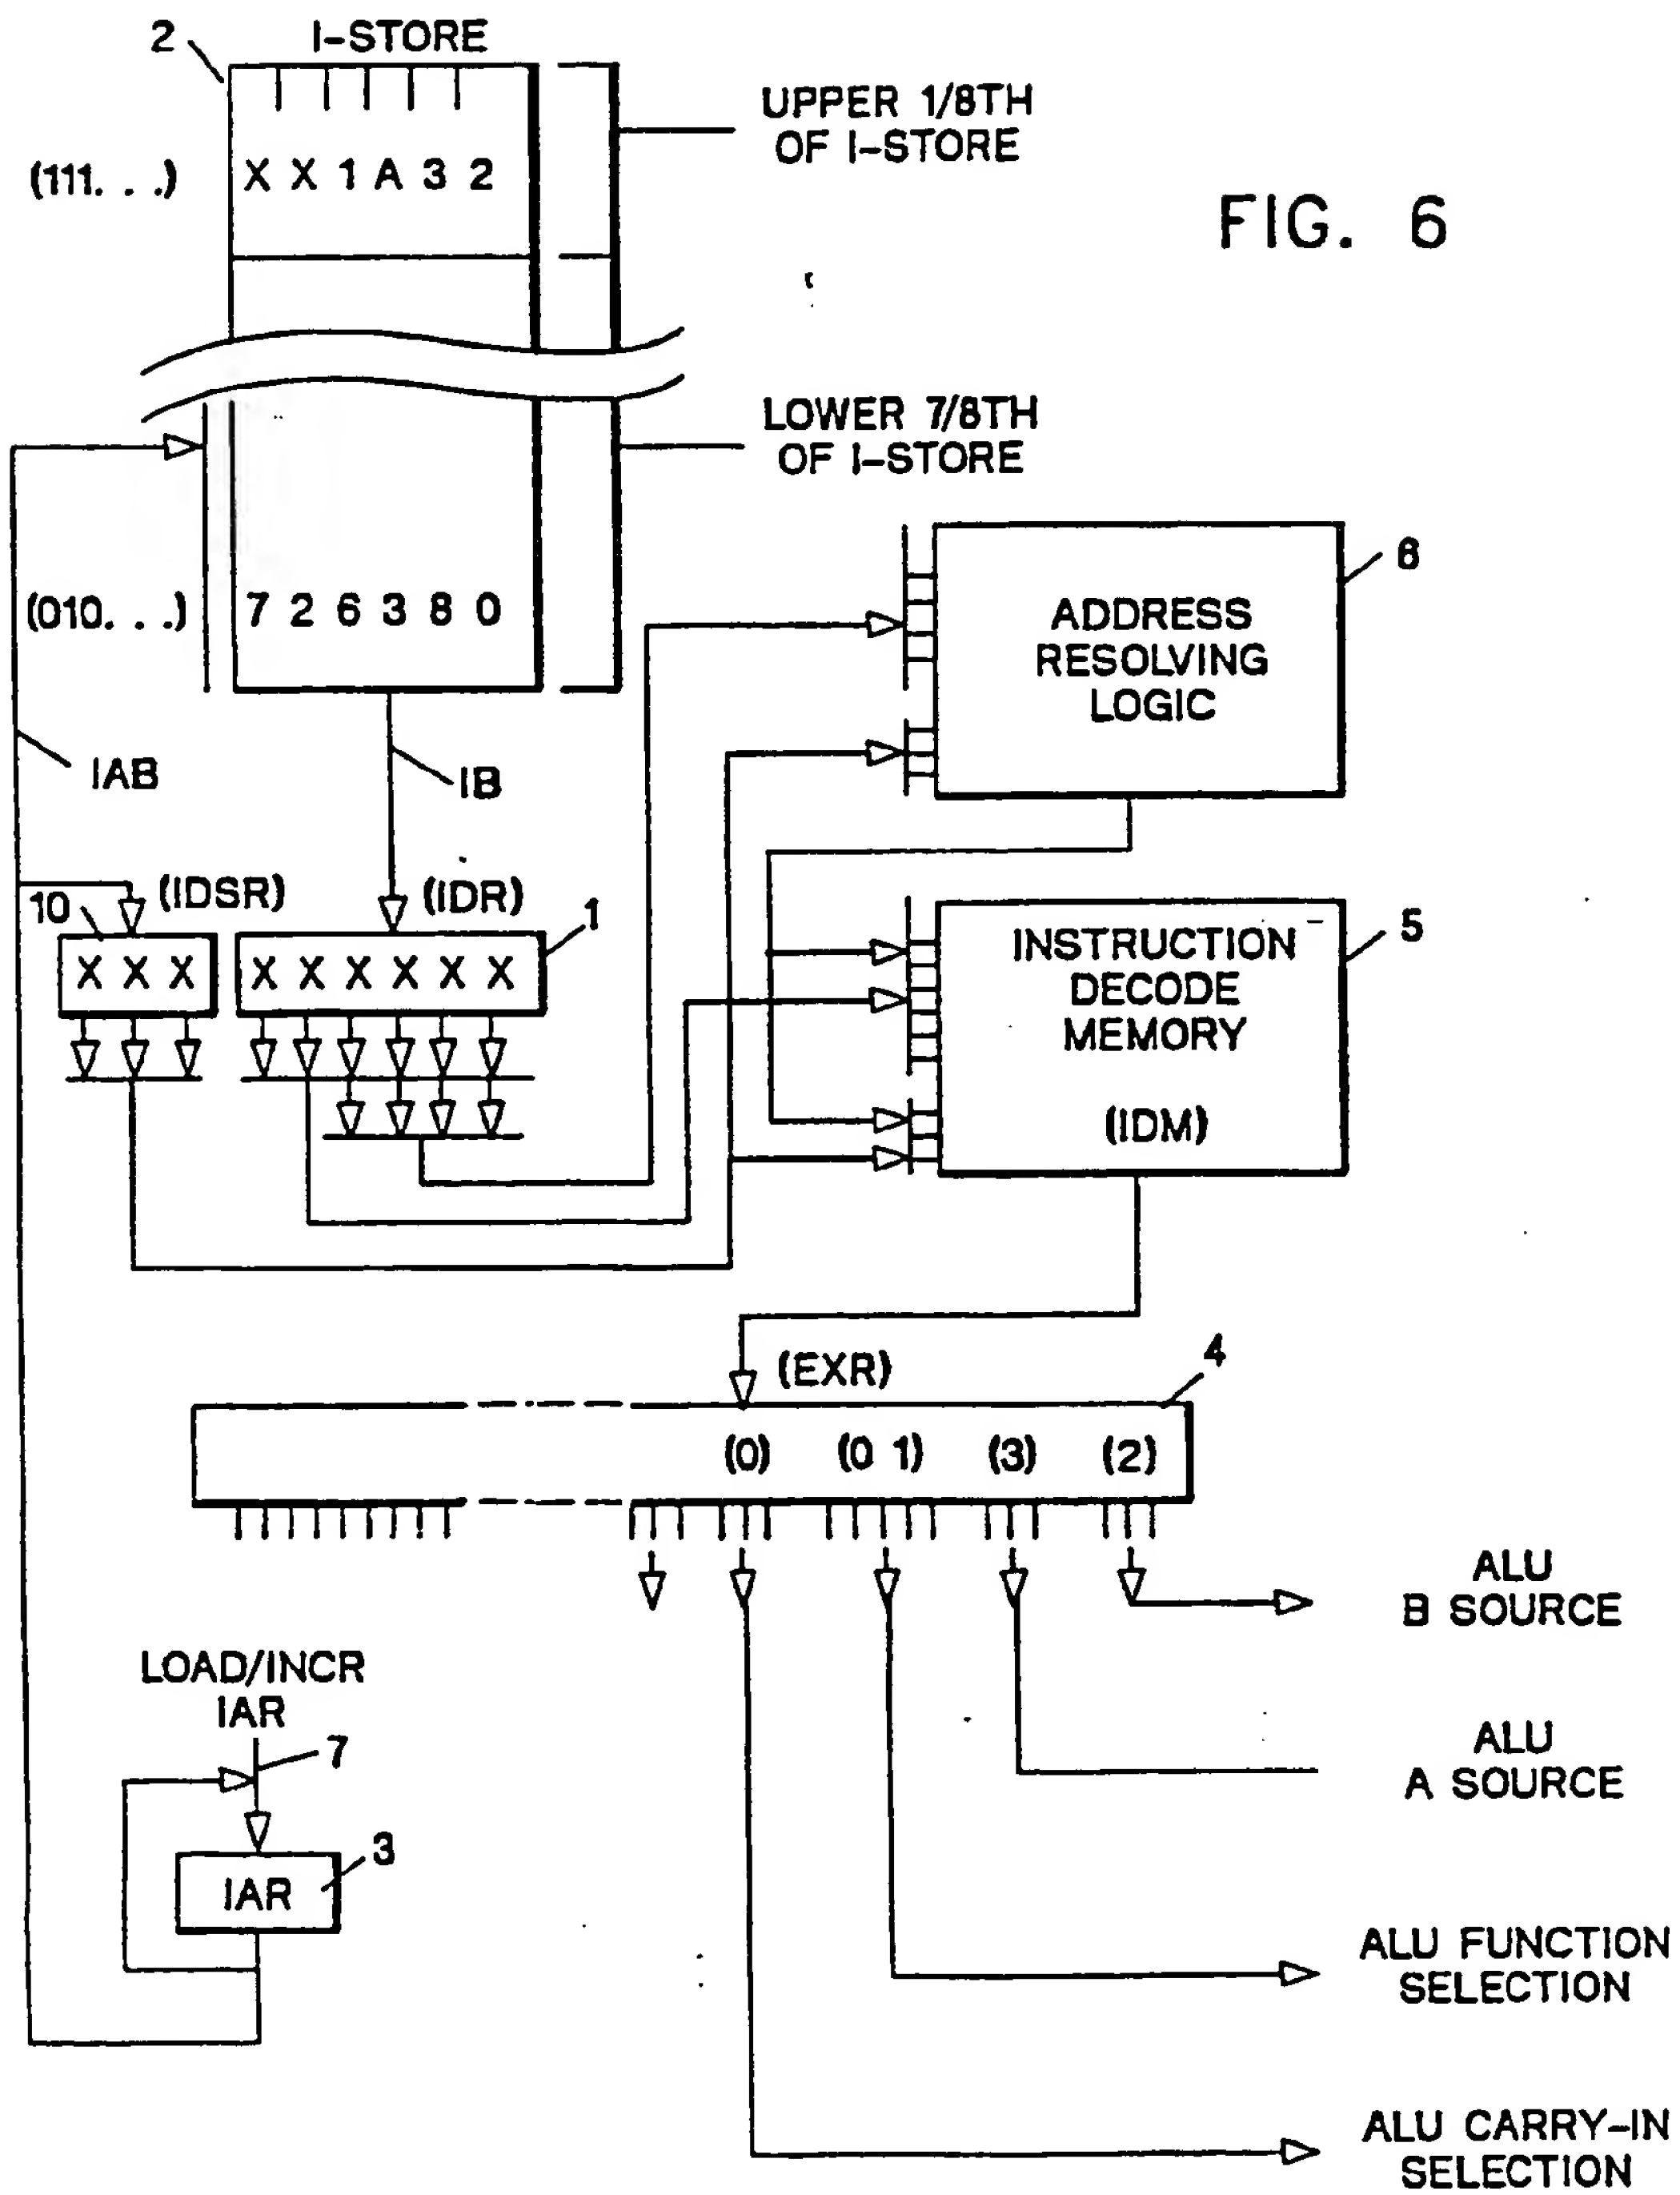 2
I-STORE
UPPER 1/8TH
OF I-STORE
(111. . .)
X X 1 A 3 2
FIG. 6
LOWER 7/8TH
OF I-STORE
(010. . .)
7 2 6 3 8 0
6
ADDRESS
RESOLVING
LOGIC
IAB
IB
10
(IDSR)
(IDR)
1
X X X
X X X X X X
5
INSTRUCTION
DECODE
MEMORY
(IDM)
(EXR)
4
(0)
(0 1)
(3)
(2)
ALU
B SOURCE
LOAD/INCR
IAR
7
ALU
A SOURCE
3
IAR
ALU FUNCTION
SELECTION
ALU CARRY-IN
SELECTION